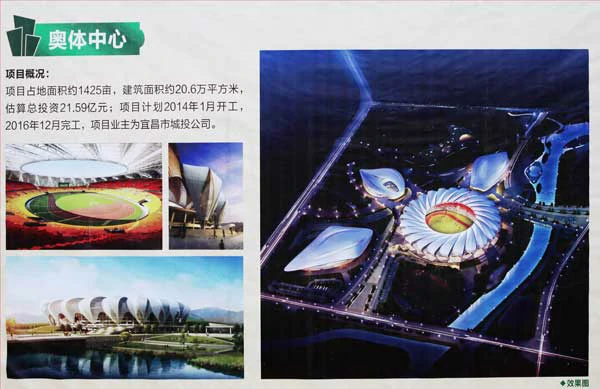 奥体中心
项目概况：
项目占地面积约1425亩，建筑面积约20.6万平方米，
估算总投资21.59亿元；项目计划2014年1月开工，
2016年12月完工，项目业主为宜昌市城投公司。
◆效果图